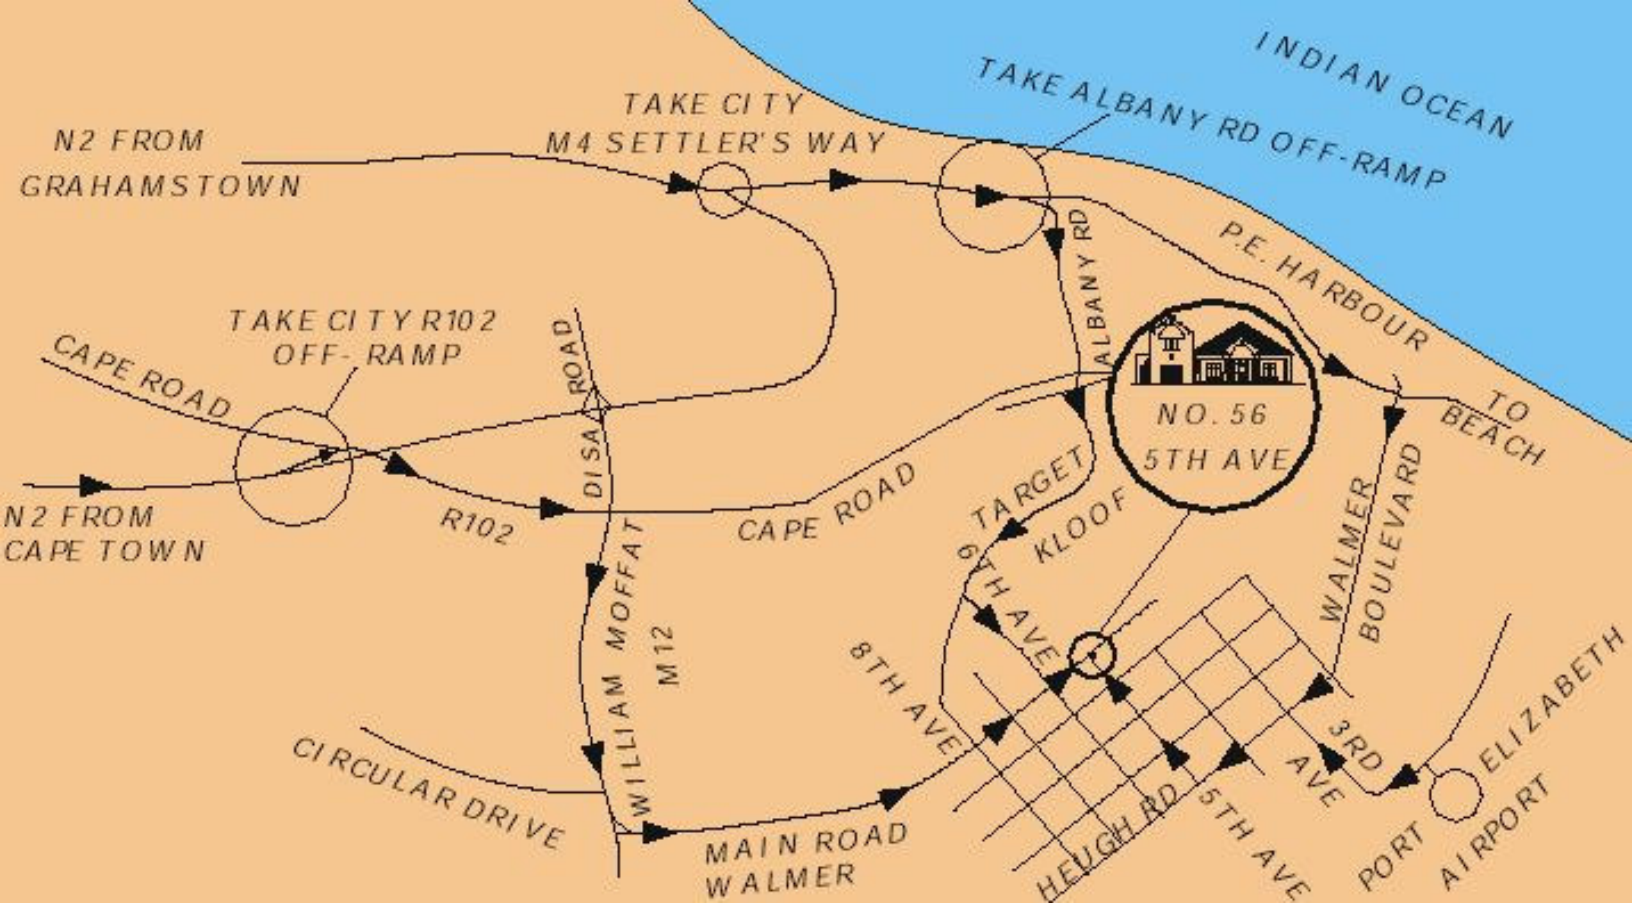 INDIAN OCEAN
TAKE ALBANY RD OFF-RAMP
TAKE CITY
M4 SETTLER'S WAY
N2 FROM
GRAHAMSTOWN
P.E. HARBOUR
ALBANY RD
TAKE CITY R102
OFF-RAMP
CAPE ROAD
DISA ROAD
NO. 56
5TH AVE
TO
BEACH
N2 FROM
CAPE TOWN
R102
CAPE ROAD
TARGET
KLOOF
WALMER
BOULEVARD
6TH AVE
WILLIAM MOFFAT
M12
8TH AVE
CIRCULAR DRIVE
MAIN ROAD
WALMER
HEUGH RD
5TH AVE
3RD
AVE
PORT ELIZABETH
AIRPORT